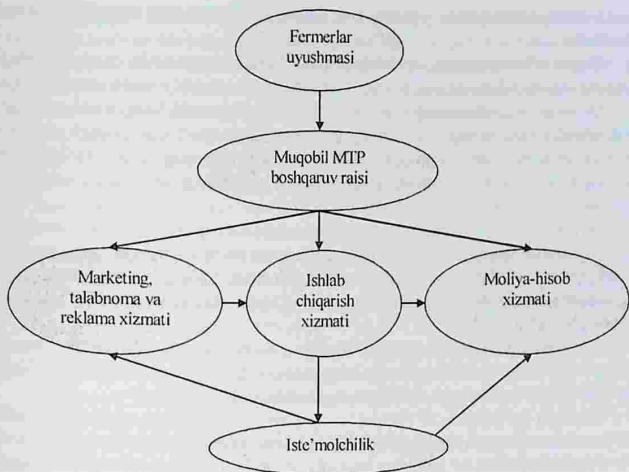 Fermerlar
uyushmasi
Muqobil MTP
boshqaruv raisi
Marketing,
talabnoma va
reklama xizmati
Ishlab
chiqarish
xizmati
Moliya-hisob
xizmati
Iste’molchilik